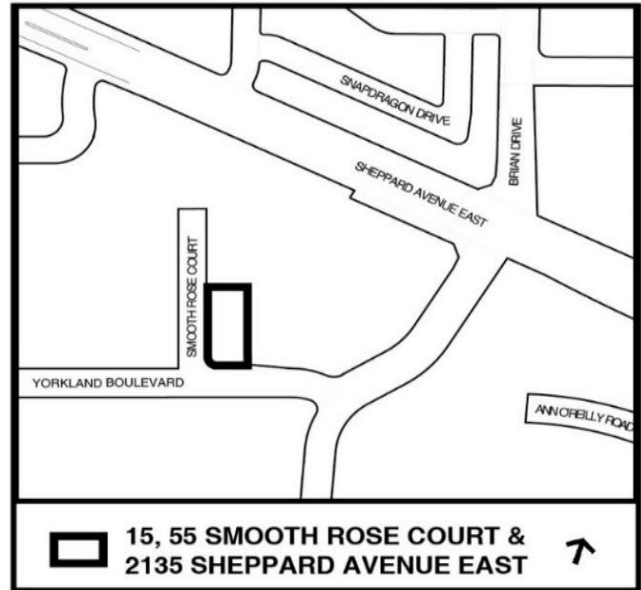 SNAPDRAGON DRIVE
BRIAN DRIVE
SHEPPARD AVENUE EAST
SMOOTH ROSE COURT
YORKLAND BOULEVARD
ANN O'REILLY ROAD
15, 55 SMOOTH ROSE COURT &
2135 SHEPPARD AVENUE EAST